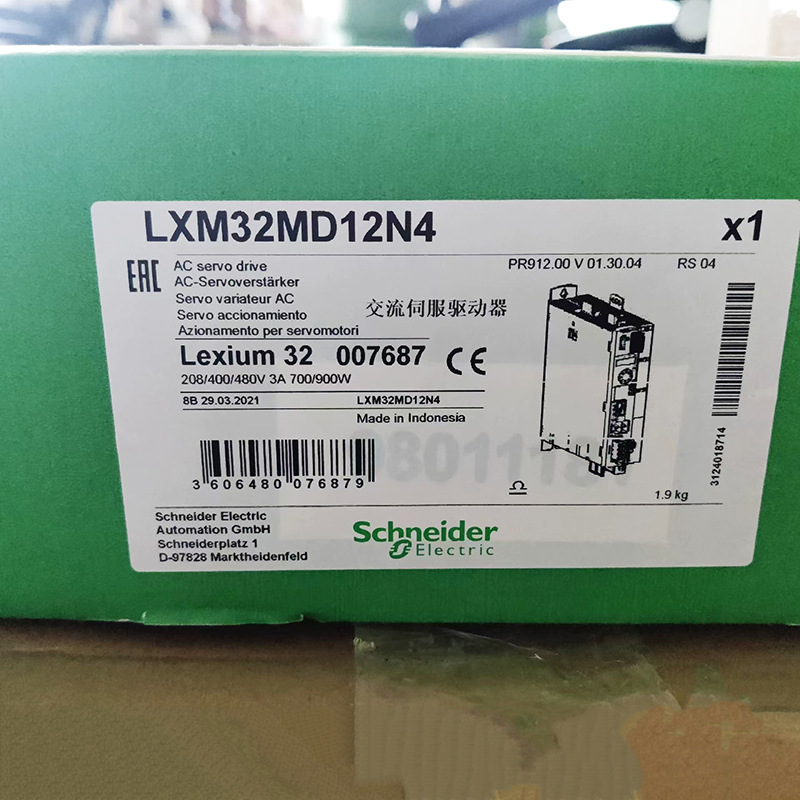 LXM32MD12N4 x1
EAC
AC servo drive
PR912.00 V 01.30.04 RS 04
AC-Servoverstärker
Servo variateur AC
Servo accionamiento
交流伺服驱动器
Azionamento per servomotori
Lexium 32 007687 CE
208/400/480V 3A 700/900W
8B 29.03.2021 LXM32MD12N4
Made in Indonesia
3 606480 076879
3124018714
1.9 kg
Schneider Electric
Automation GmbH
Schneiderplatz 1
D-97828 Marktheidenfeld
Schneider
Electric